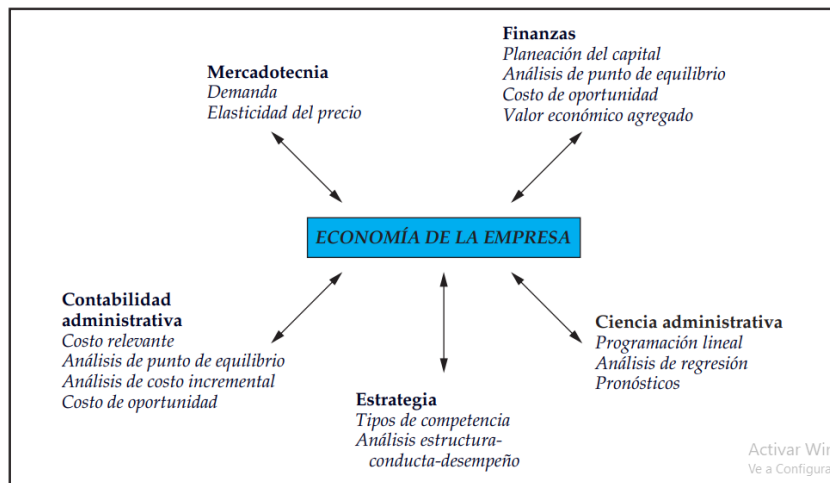 Finanzas
Planeación del capital
Análisis de punto de equilibrio
Costo de oportunidad
Valor económico agregado
Mercadotecnia
Demanda
Elasticidad del precio
ECONOMÍA DE LA EMPRESA
Contabilidad
administrativa
Costo relevante
Análisis de punto de equilibrio
Análisis de costo incremental
Costo de oportunidad
Estrategia
Tipos de competencia
Análisis estructura-
conducta-desempeño
Ciencia administrativa
Programación lineal
Análisis de regresión
Pronósticos
Activar Win
Ve a Configura